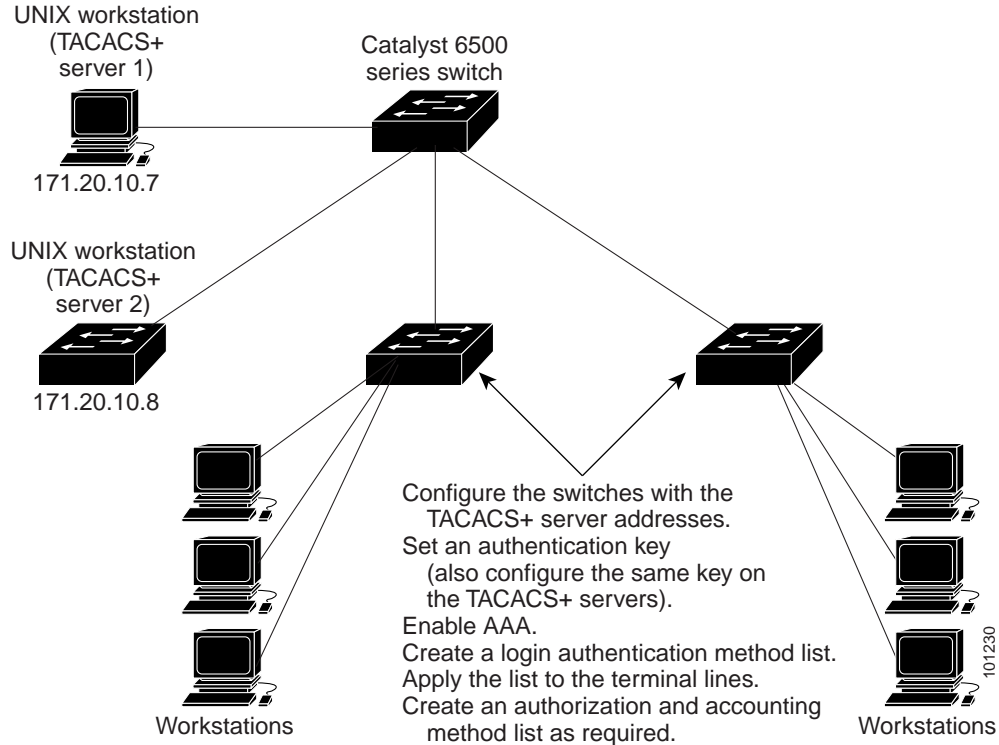 UNIX workstation
(TACACS+
server 1)
Catalyst 6500
series switch
171.20.10.7
UNIX workstation
(TACACS+
server 2)
171.20.10.8
Configure the switches with the
TACACS+ server addresses.
Set an authentication key
(also configure the same key on
the TACACS+ servers).
Enable AAA.
Create a login authentication method list.
Apply the list to the terminal lines.
Create an authorization and accounting
method list as required.
Workstations
Workstations
101230